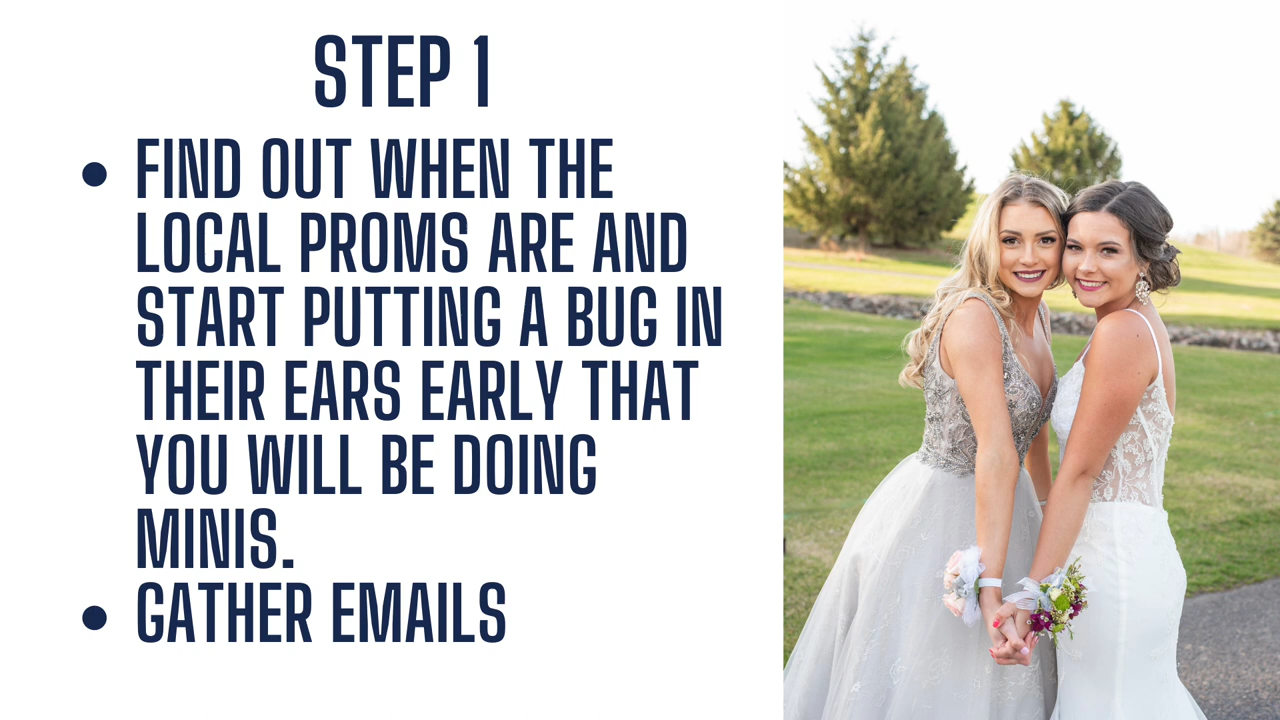 STEP 1
• FIND OUT WHEN THE
LOCAL PROMS ARE AND
START PUTTING A BUG IN
THEIR EARS EARLY THAT
YOU WILL BE DOING
MINIS.
• GATHER EMAILS